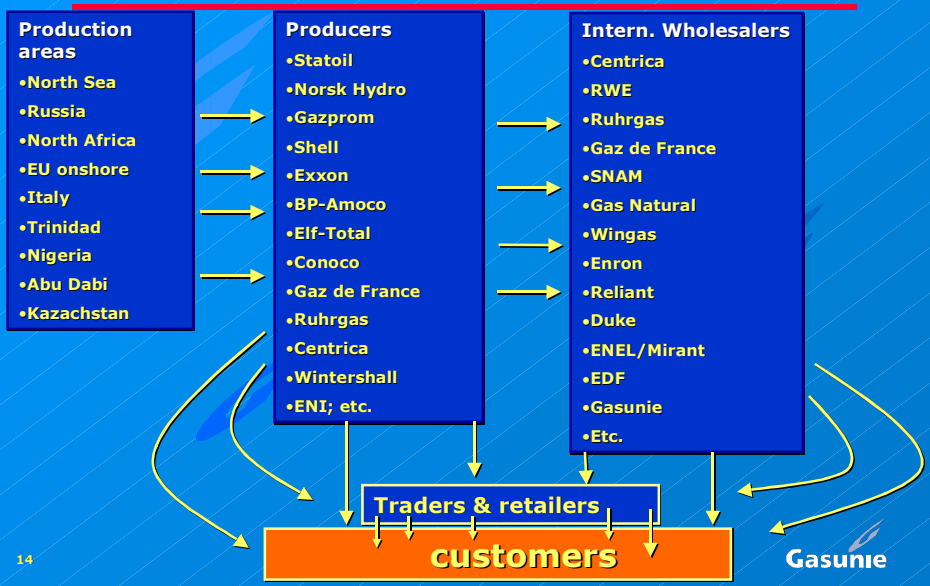 Production
areas
•North Sea
•Russia
•North Africa
•EU onshore
•Italy
•Trinidad
•Nigeria
•Abu Dabi
•Kazachstan
Producers
•Statoil
•Norsk Hydro
•Gazprom
•Shell
•Exxon
•BP-Amoco
•Elf-Total
•Conoco
•Gaz de France
•Ruhrgas
•Centrica
•Wintershall
•ENI; etc.
Intern. Wholesalers
•Centrica
•RWE
•Ruhrgas
•Gaz de France
•SNAM
•Gas Natural
•Wingas
•Enron
•Reliant
•Duke
•ENEL/Mirant
•EDF
•Gasunie
•Etc.
Traders & retailers
customers
14
Gasunie